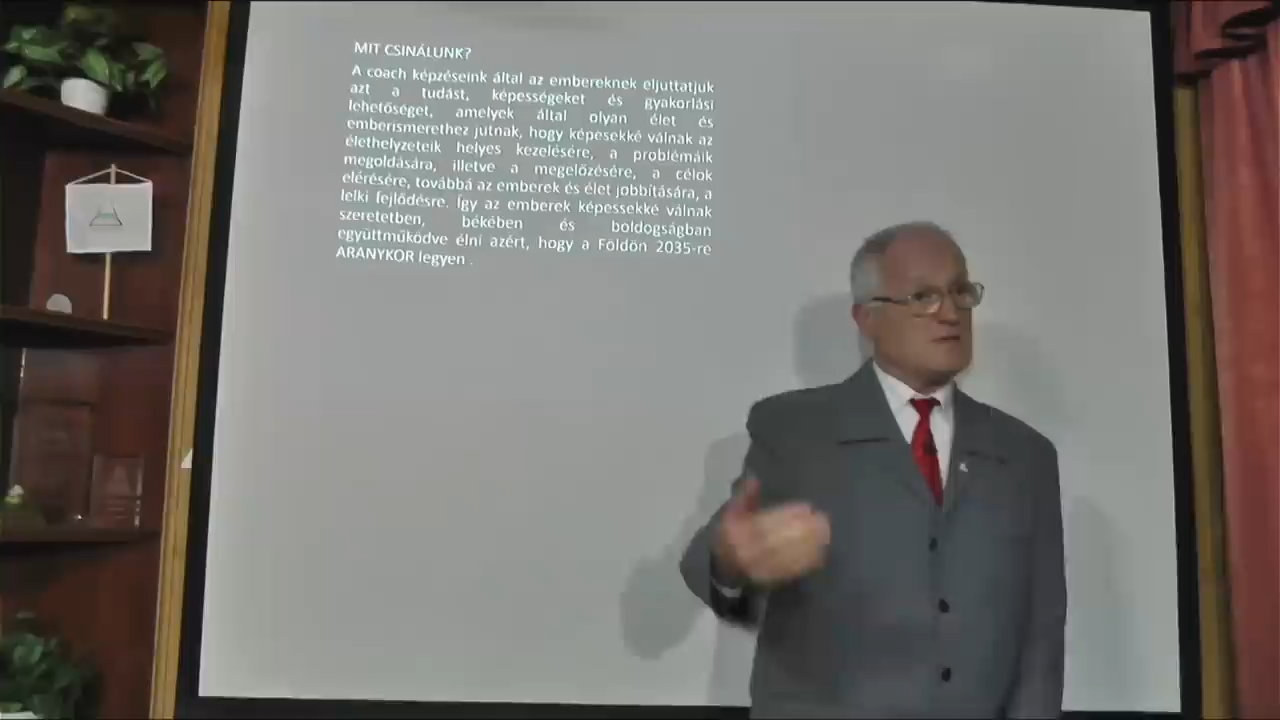 MIT CSINÁLUNK?
A coach képzéseink által az embereknek eljuttatjuk
azt a tudást, képességeket és gyakorlási
lehetőséget, amelyek által olyan élet és
emberismerethez jutnak, hogy képesekké válnak az
élethelyzeteik helyes kezelésére, a problémáik
megoldására, illetve a megelőzésére, a célok
elérésére, továbbá az emberek és élet jobbítására, a
lelki fejlődésre. Így az emberek képessekké válnak
szeretetben, békében és boldogságban
együttműködve élni azért, hogy a Földön 2035-re
ARANYKOR legyen .